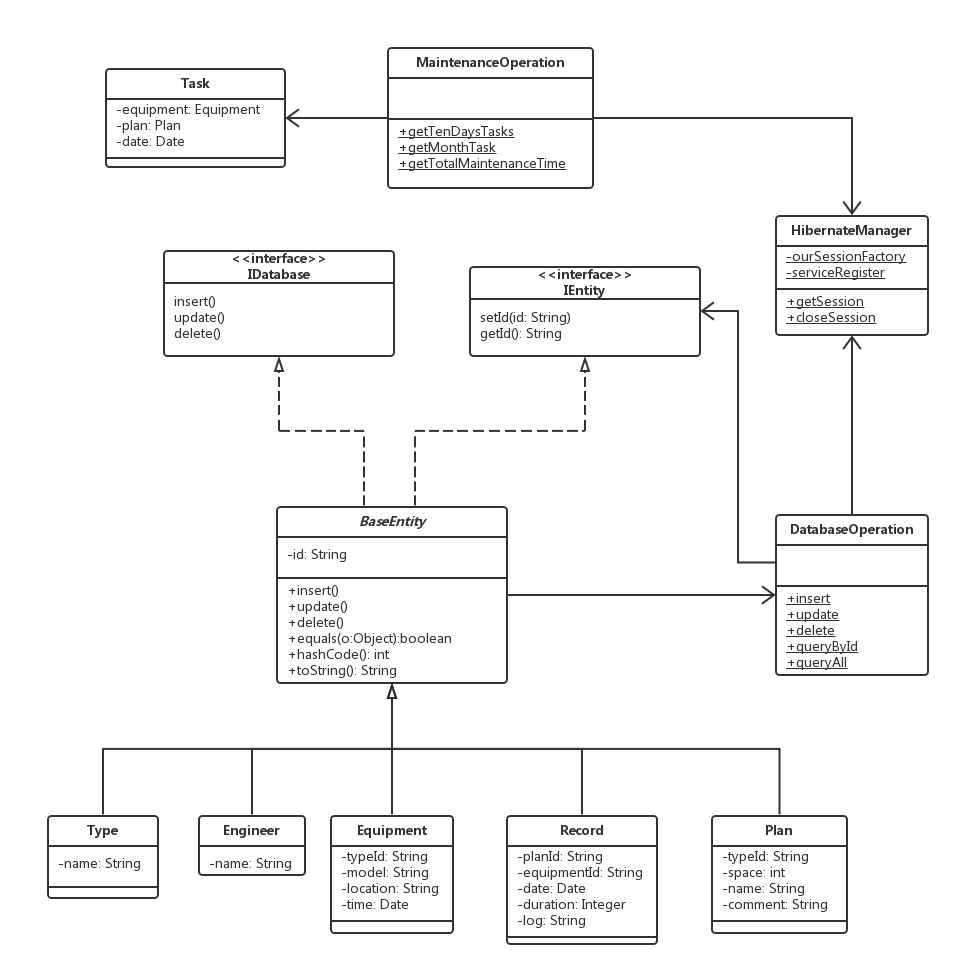 MaintenanceOperation
+getTenDaysTasks
+getMonthTask
+getTotalMaintenanceTime
Task
-equipment: Equipment
-plan: Plan
-date: Date
HibernateManager
-ourSessionFactory
-serviceRegister
+getSession
+closeSession
<<interface>>
IDatabase
insert()
update()
delete()
<<interface>>
IEntity
setId(id: String)
getId(): String
BaseEntity
-id: String
+insert()
+update()
+delete()
+equals(o:Object):boolean
+hashCode(): int
+toString(): String
DatabaseOperation
+insert
+update
+delete
+queryById
+queryAll
Type
-name: String
Engineer
-name: String
Equipment
-typeId: String
-model: String
-location: String
-time: Date
Record
-planId: String
-equipmentId: String
-date: Date
-duration: Integer
-log: String
Plan
-typeId: String
-space: int
-name: String
-comment: String